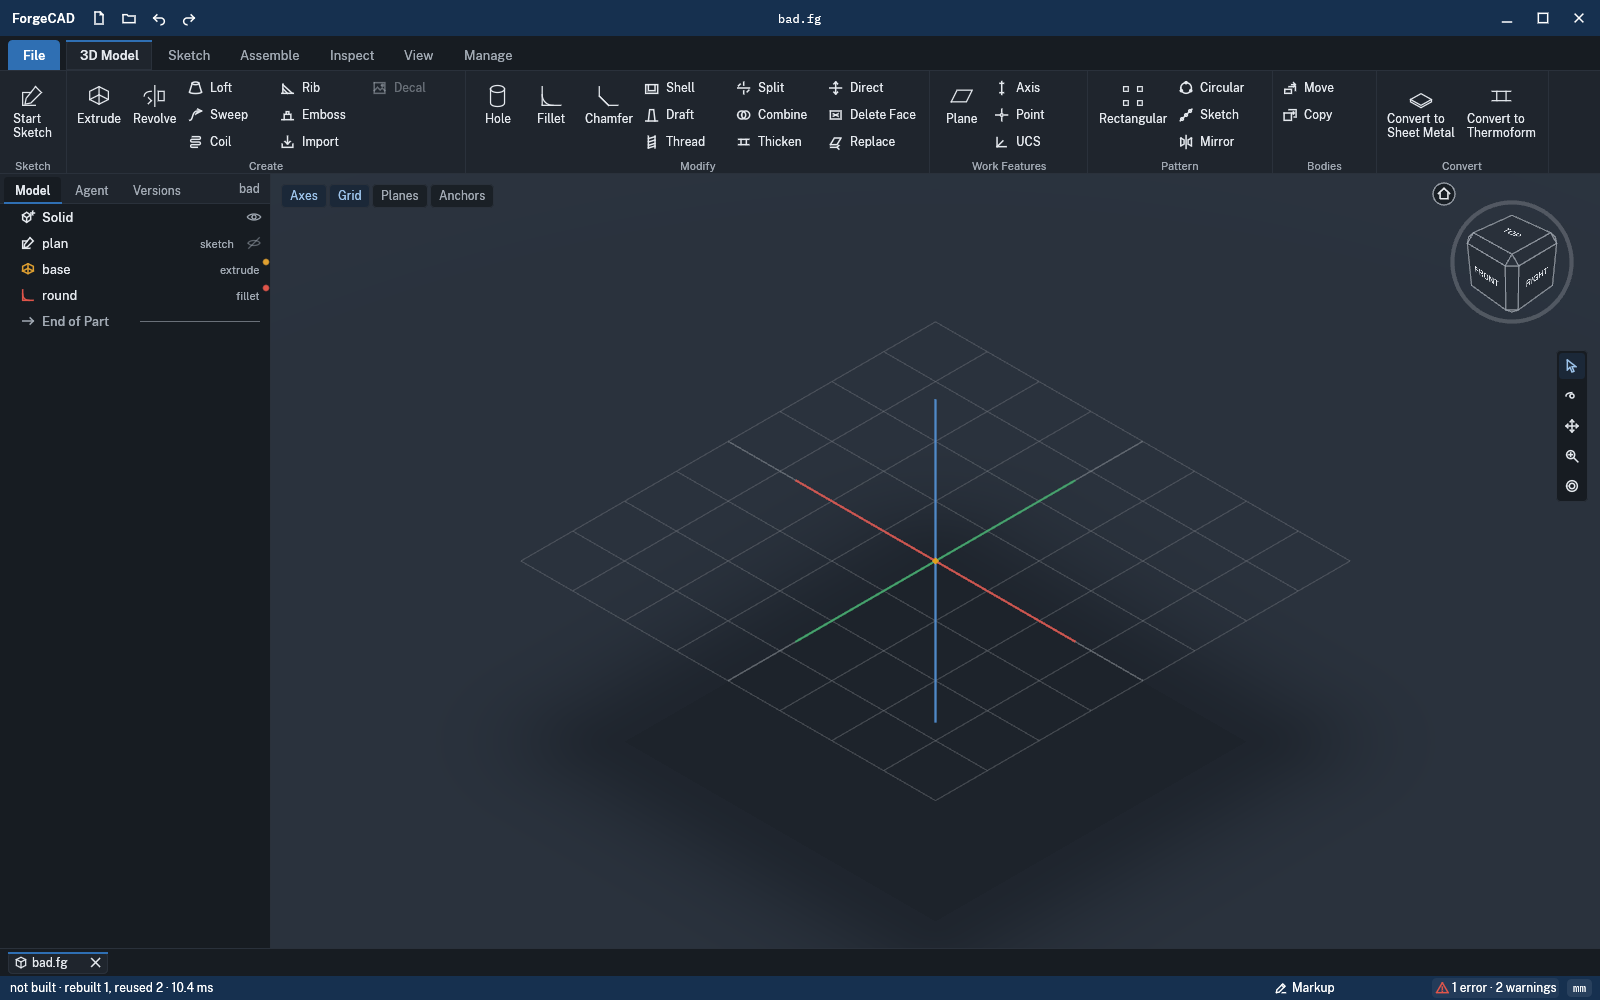 ForgeCAD
bad.fg
File 3D Model Sketch Assemble Inspect View Manage
Start Sketch
Sketch
Extrude
Revolve
Loft
Sweep
Coil
Rib
Emboss
Import
Decal
Create
Hole
Fillet
Chamfer
Shell
Draft
Thread
Split
Combine
Thicken
Direct
Delete Face
Replace
Modify
Plane
Axis
Point
UCS
Work Features
Rectangular
Circular
Sketch
Mirror
Pattern
Move
Copy
Bodies
Convert to Sheet Metal
Convert to Thermoform
Convert
Model Agent Versions bad
Solid
plan sketch
base extrude
round fillet
End of Part
Axes Grid Planes Anchors
TOP
FRONT
RIGHT
bad.fg
not built · rebuilt 1, reused 2 · 10.4 ms
Markup
1 error · 2 warnings
mm